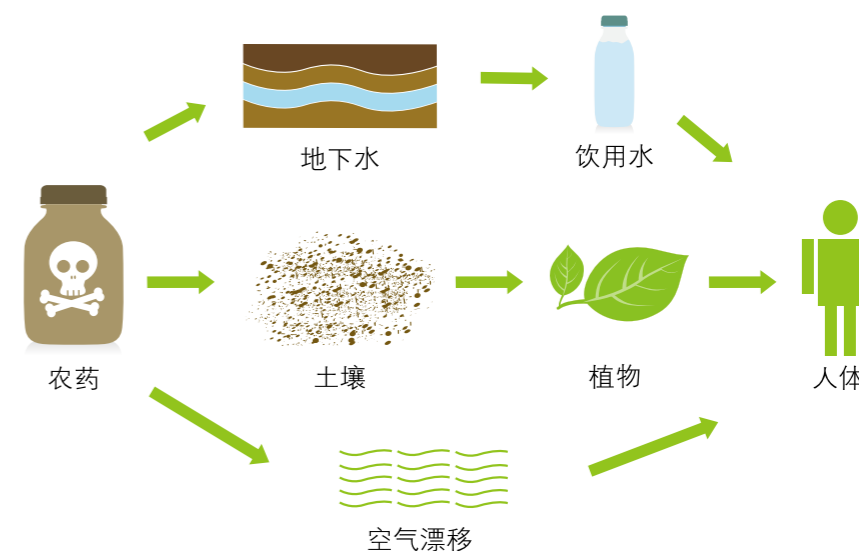 地下水
饮用水
农药
土壤
植物
人体
空气漂移